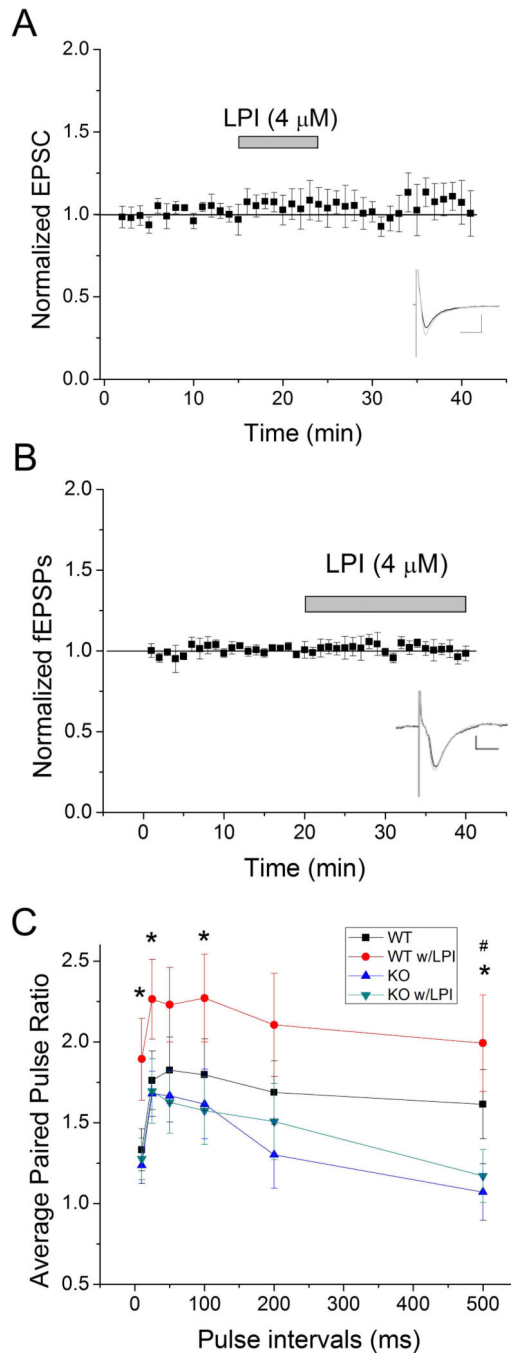 A
LPI (4 μM)
Normalized EPSC
2.0
1.5
1.0
0.5
0.0
0 10 20 30 40
Time (min)
B
LPI (4 μM)
Normalized fEPSPs
2.0
1.5
1.0
0.5
0.0
0 10 20 30 40
Time (min)
C
* * * # *
WT
WT w/LPI
KO
KO w/LPI
Average Paired Pulse Ratio
2.5
2.0
1.5
1.0
0.5
0 100 200 300 400 500
Pulse intervals (ms)